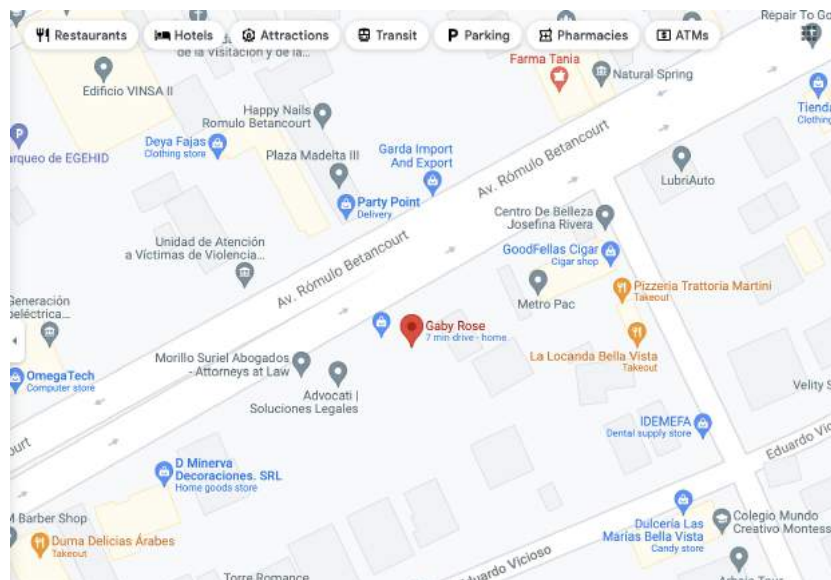 Restaurants
Hotels
Attractions
Transit
Parking
Pharmacies
ATMs
Repair To Go
de la Visitación y de la...
Edificio VINSA II
Farma Tania
Natural Spring
Tienda
Clothing
Happy Nails
Romulo Betancourt
Deya Fajas
Clothing store
arqueo de EGEHID
Plaza Madelta III
Garda Import
And Export
Av. Rómulo Betancourt
LubriAuto
Party Point
Delivery
Centro De Belleza
Josefina Rivera
Unidad de Atención
a Víctimas de Violencia...
GoodFellas Cigar
Cigar shop
Av. Rómulo Betancourt
Metro Pac
Pizzeria Trattoria Martini
Takeout
Generación
oeléctrica...
Gaby Rose
7 min drive - home
La Locanda Bella Vista
Takeout
Morillo Suriel Abogados
- Attorneys at Law
OmegaTech
Computer store
Advocati |
Soluciones Legales
Velity S
IDEMEFA
Dental supply store
ourt
Eduardo Vic
D Minerva
Decoraciones. SRL
Home goods store
M Barber Shop
Duma Delicias Árabes
Takeout
Dulcería Las
Marías Bella Vista
Candy store
Colegio Mundo
Creativo Montess
Eduardo Vicioso
Torre Romance